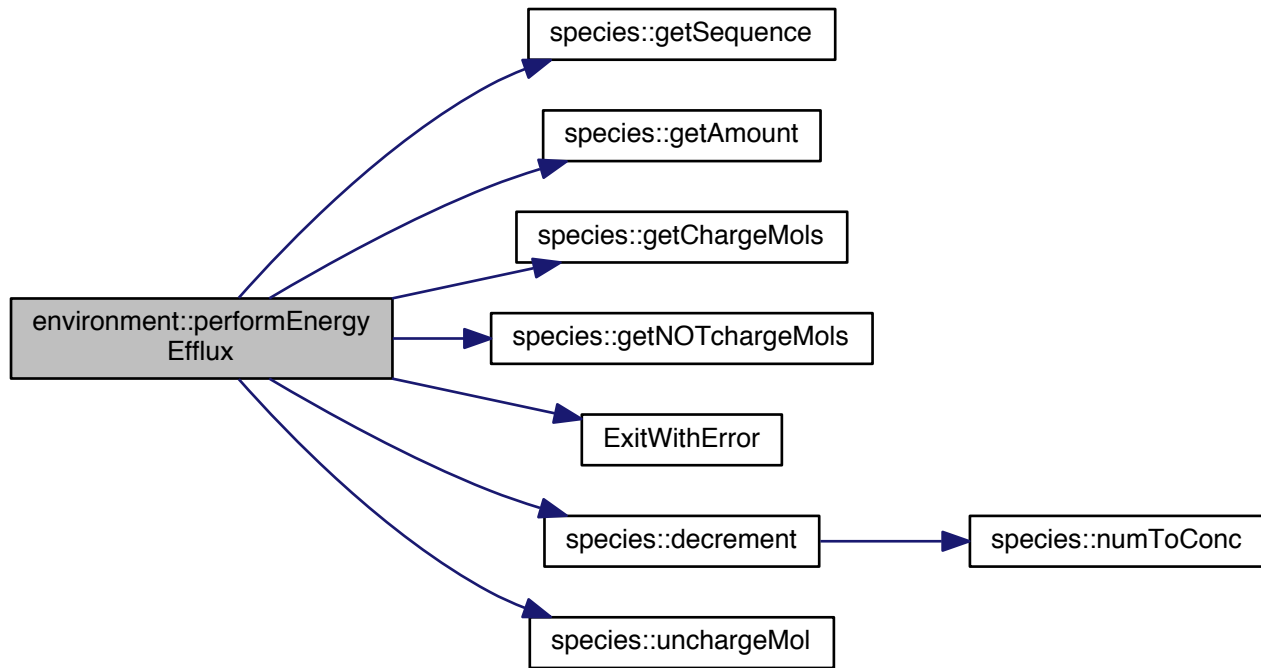 species::getSequence
species::getAmount
species::getChargeMols
environment::performEnergy
Efflux
species::getNOTchargeMols
ExitWithError
species::decrement
species::numToConc
species::unchargeMol